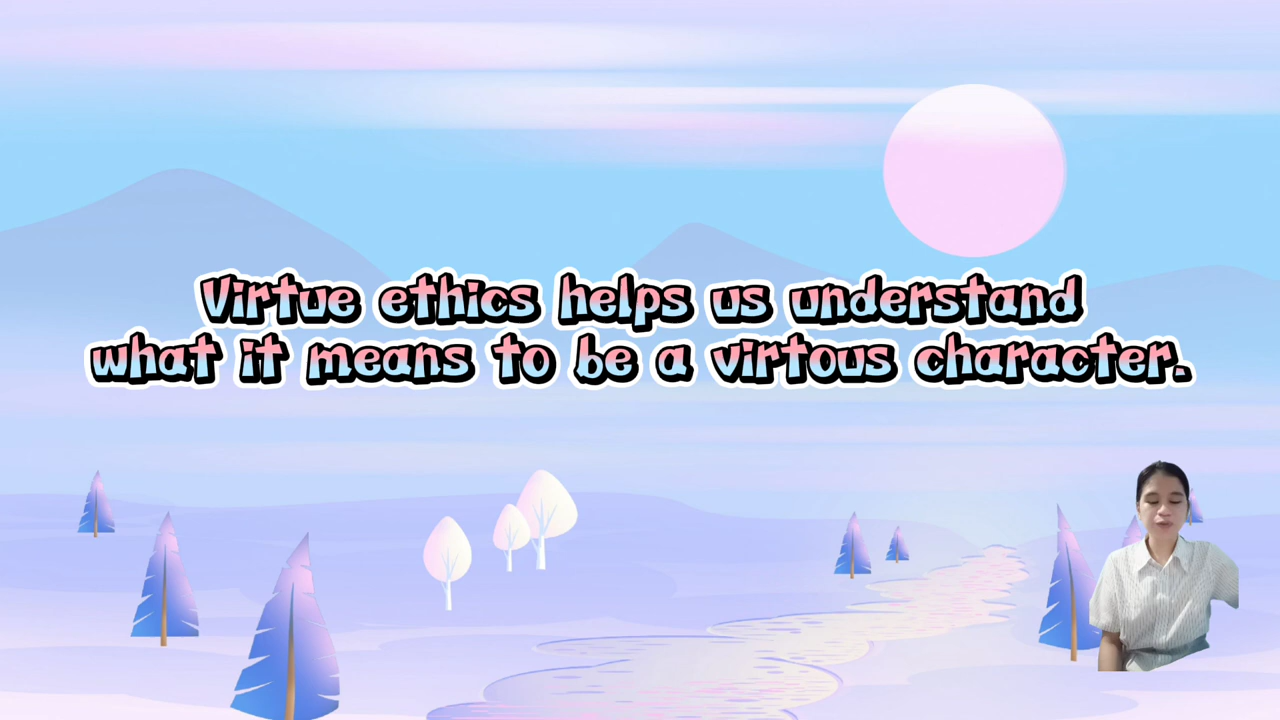 Virtue ethics helps us understand
what it means to be a virtous character.